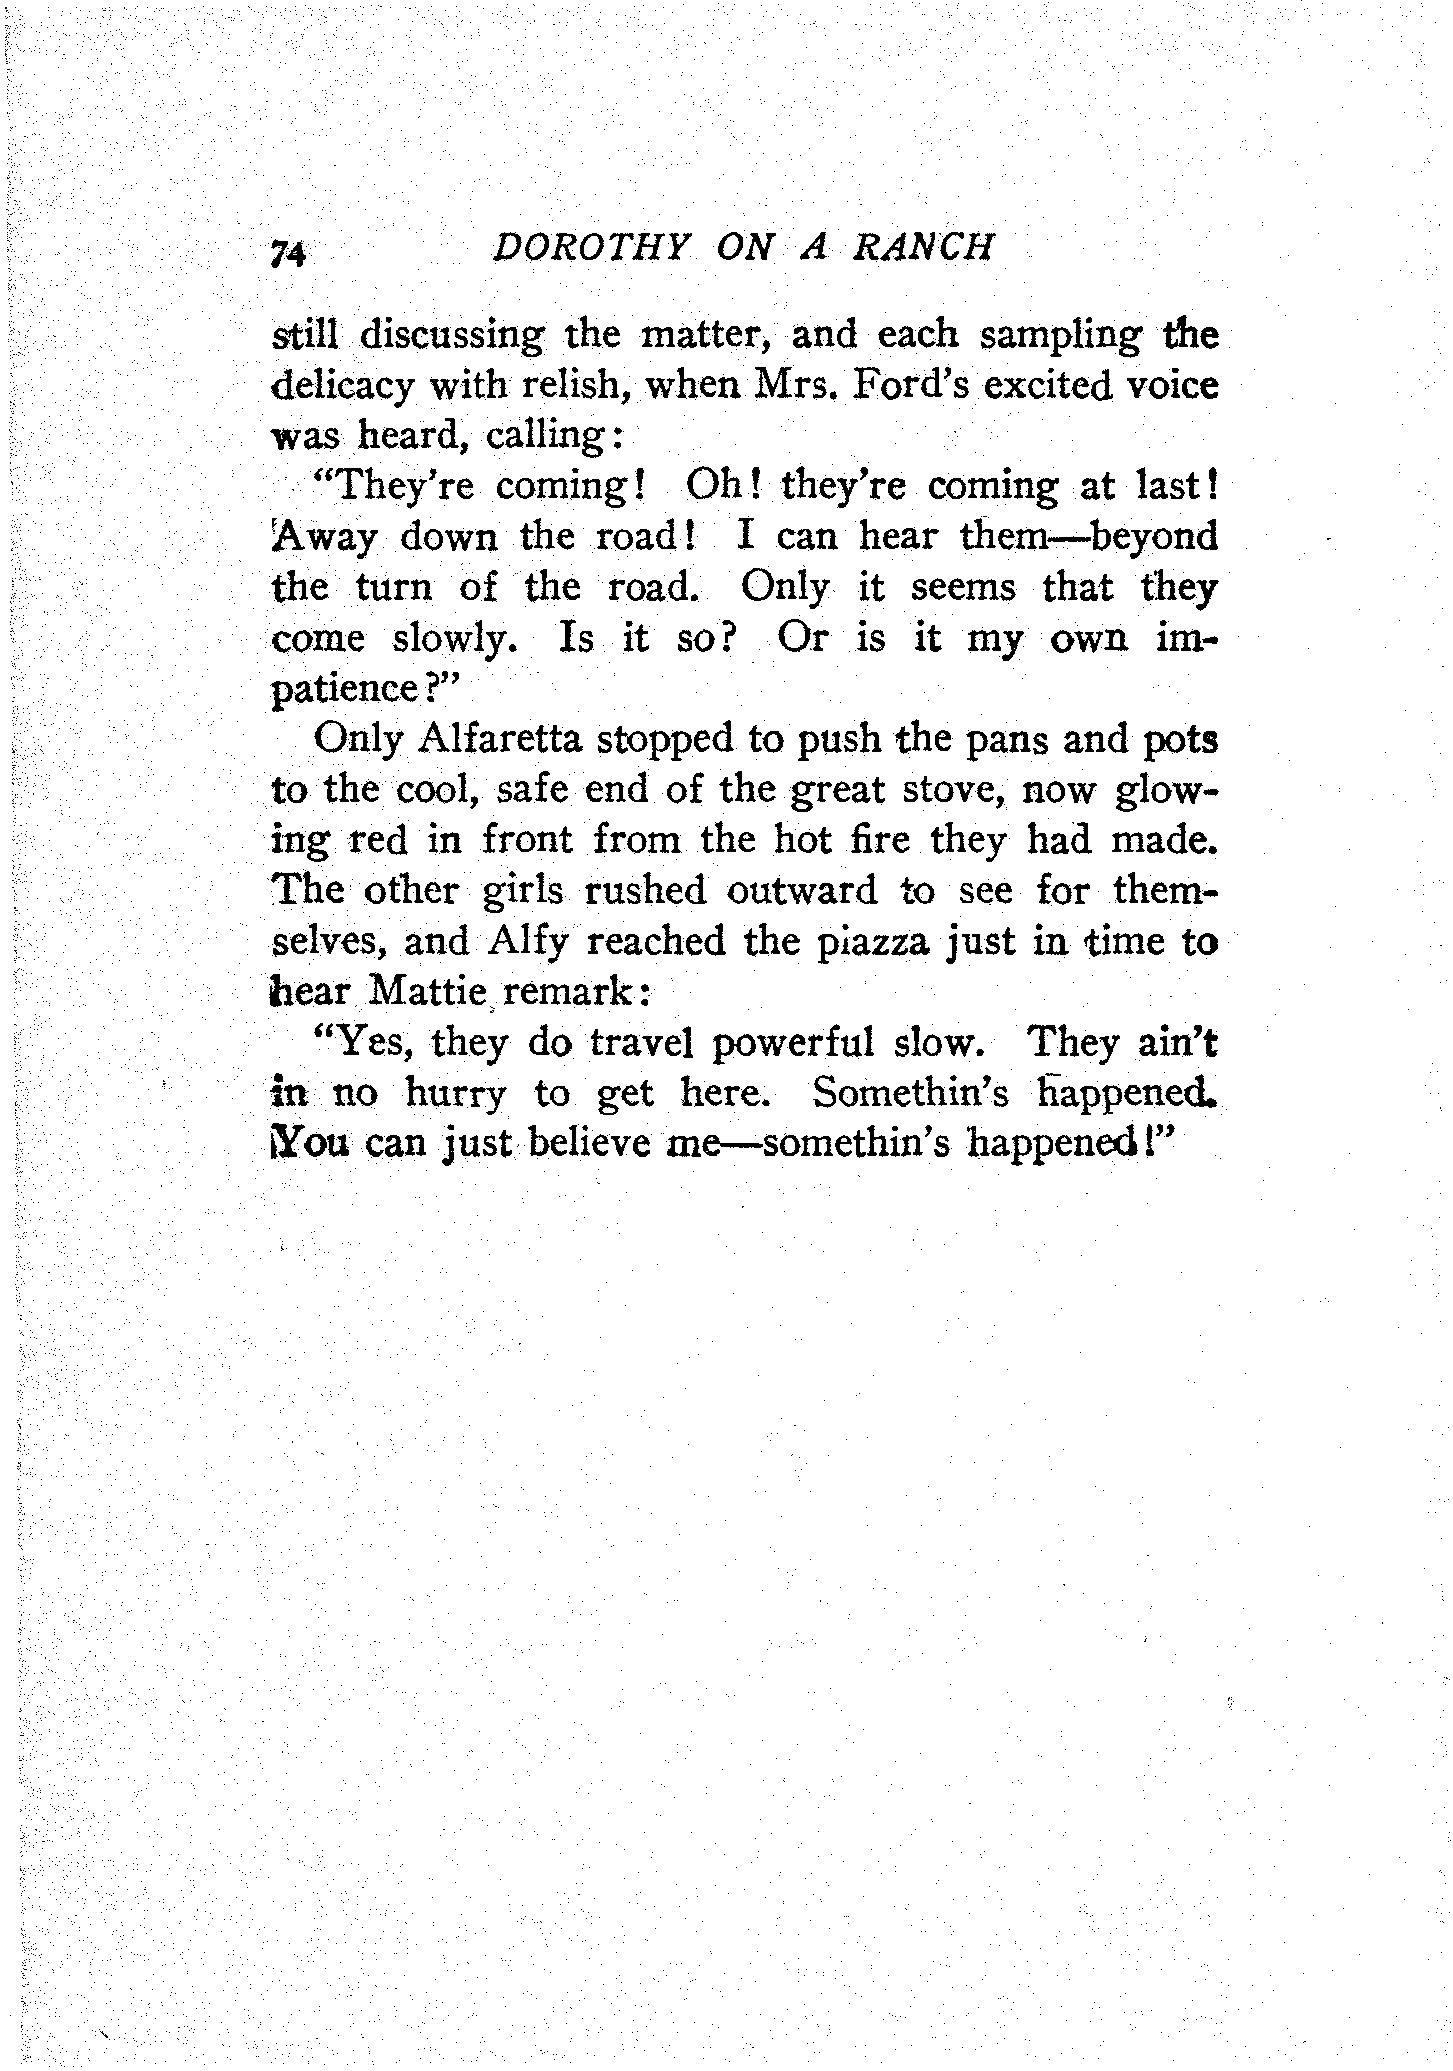 74 DOROTHY ON A RANCH
still discussing the matter, and each sampling the
delicacy with relish, when Mrs. Ford's excited voice
was heard, calling:
“They're coming! Oh! they're coming at last!
Away down the road! I can hear them—beyond
the turn of the road. Only it seems that they
come slowly. Is it so? Or is it my own im-
patience?”
Only Alfaretta stopped to push the pans and pots
to the cool, safe end of the great stove, now glow-
ing red in front from the hot fire they had made.
The other girls rushed outward to see for them-
selves, and Alfy reached the piazza just in time to
hear Mattie remark:
“Yes, they do travel powerful slow. They ain't
in no hurry to get here. Somethin's happened.
You can just believe me—somethin's happened!”